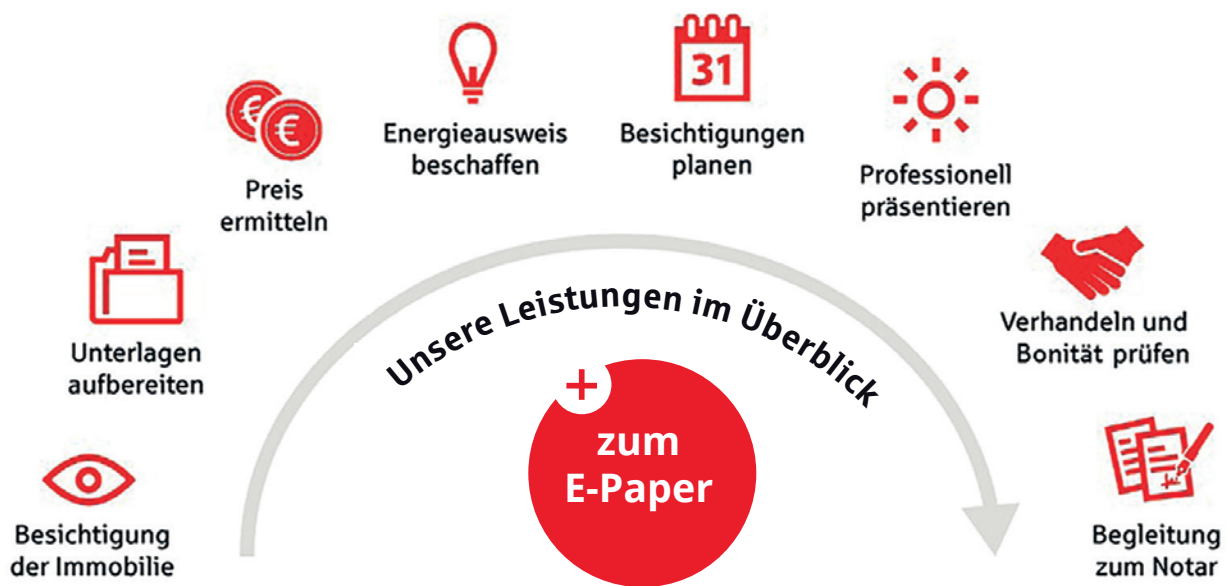 Besichtigung
der Immobilie
Unterlagen
aufbereiten
€ €
Preis
ermitteln
Energieausweis
beschaffen
31
Besichtigungen
planen
Professionell
präsentieren
Verhandeln und
Bonität prüfen
Begleitung
zum Notar
Unsere Leistungen im Überblick
+
zum
E-Paper